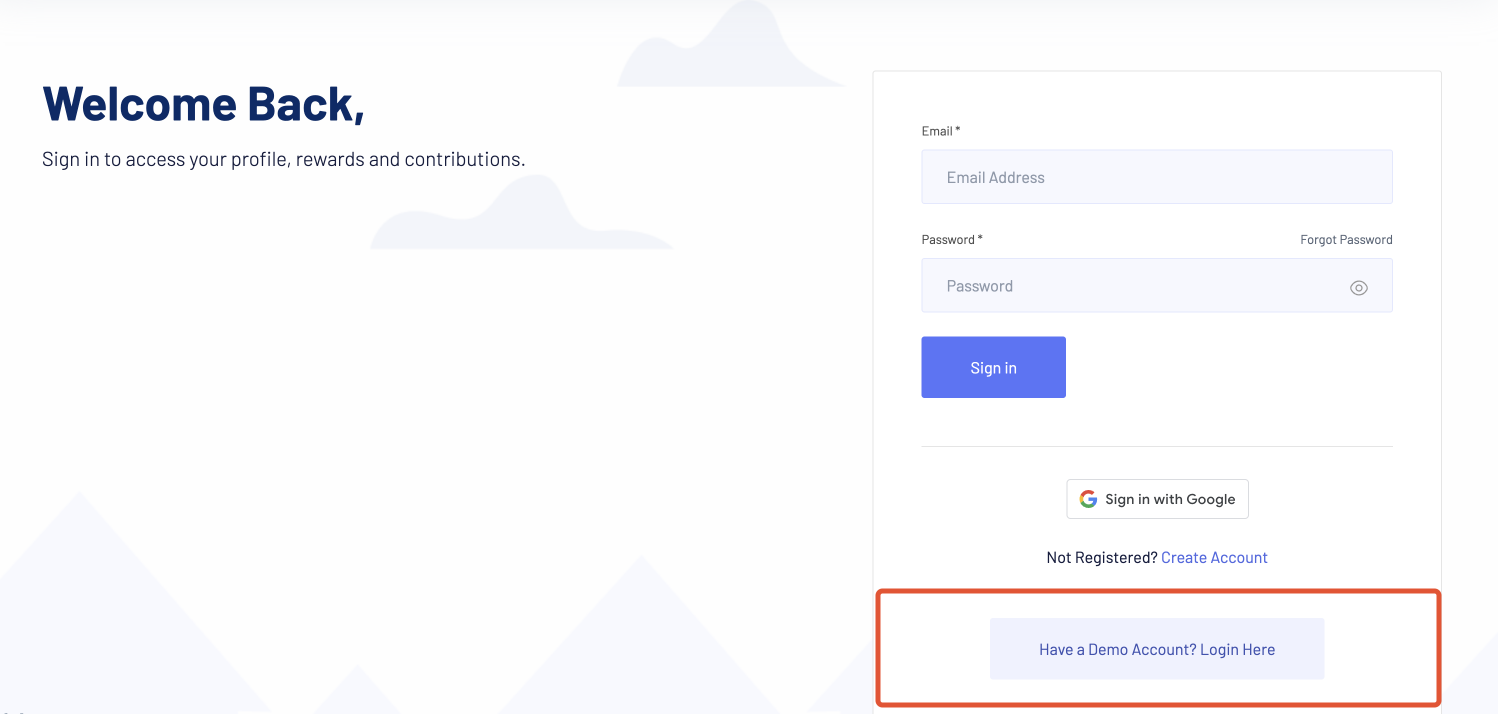 Welcome Back,
Sign in to access your profile, rewards and contributions.
Email *
Email Address
Password *
Forgot Password
Password
Sign in
Sign in with Google
Not Registered? Create Account
Have a Demo Account? Login Here